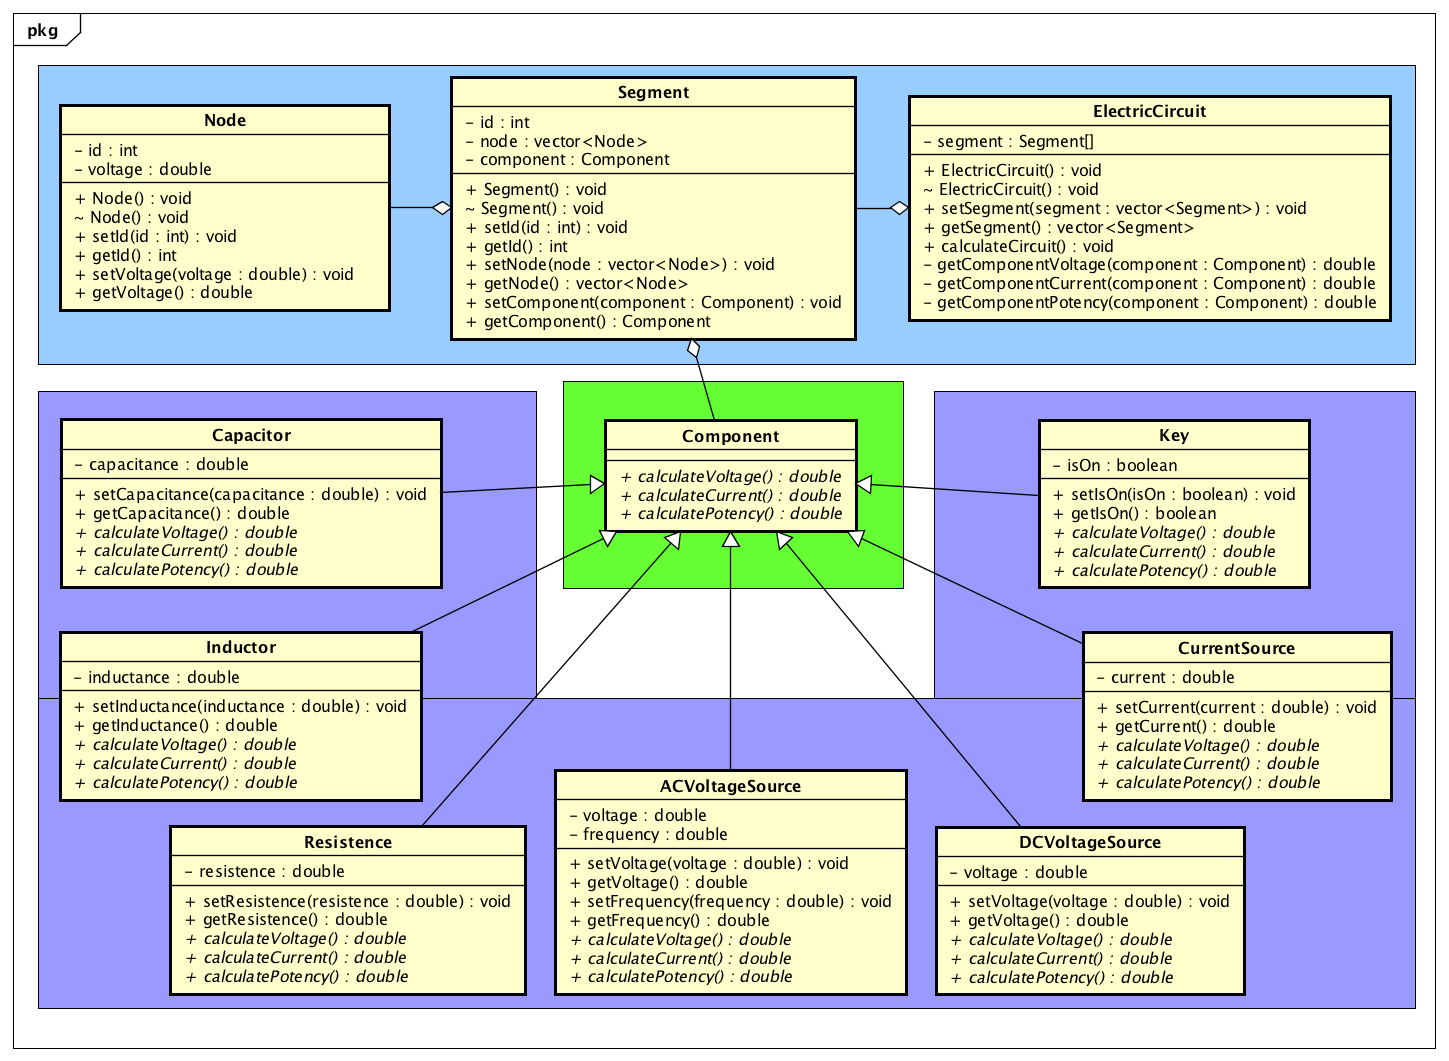 pkg
Node
– id : int
– voltage : double
+ Node() : void
~ Node() : void
+ setId(id : int) : void
+ getId() : int
+ setVoltage(voltage : double) : void
+ getVoltage() : double
Segment
– id : int
– node : vector<Node>
– component : Component
+ Segment() : void
~ Segment() : void
+ setId(id : int) : void
+ getId() : int
+ setNode(node : vector<Node>) : void
+ getNode() : vector<Node>
+ setComponent(component : Component) : void
+ getComponent() : Component
ElectricCircuit
– segment : Segment[]
+ ElectricCircuit() : void
~ ElectricCircuit() : void
+ setSegment(segment : vector<Segment>) : void
+ getSegment() : vector<Segment>
+ calculateCircuit() : void
– getComponentVoltage(component : Component) : double
– getComponentCurrent(component : Component) : double
– getComponentPotency(component : Component) : double
Capacitor
– capacitance : double
+ setCapacitance(capacitance : double) : void
+ getCapacitance() : double
+ calculateVoltage() : double
+ calculateCurrent() : double
+ calculatePotency() : double
Component
+ calculateVoltage() : double
+ calculateCurrent() : double
+ calculatePotency() : double
Key
– isOn : boolean
+ setIsOn(isOn : boolean) : void
+ getIsOn() : boolean
+ calculateVoltage() : double
+ calculateCurrent() : double
+ calculatePotency() : double
Inductor
– inductance : double
+ setInductance(inductance : double) : void
+ getInductance() : double
+ calculateVoltage() : double
+ calculateCurrent() : double
+ calculatePotency() : double
CurrentSource
– current : double
+ setCurrent(current : double) : void
+ getCurrent() : double
+ calculateVoltage() : double
+ calculateCurrent() : double
+ calculatePotency() : double
Resistence
– resistence : double
+ setResistence(resistence : double) : void
+ getResistence() : double
+ calculateVoltage() : double
+ calculateCurrent() : double
+ calculatePotency() : double
ACVoltageSource
– voltage : double
– frequency : double
+ setVoltage(voltage : double) : void
+ getVoltage() : double
+ setFrequency(frequency : double) : void
+ getFrequency() : double
+ calculateVoltage() : double
+ calculateCurrent() : double
+ calculatePotency() : double
DCVoltageSource
– voltage : double
+ setVoltage(voltage : double) : void
+ getVoltage() : double
+ calculateVoltage() : double
+ calculateCurrent() : double
+ calculatePotency() : double